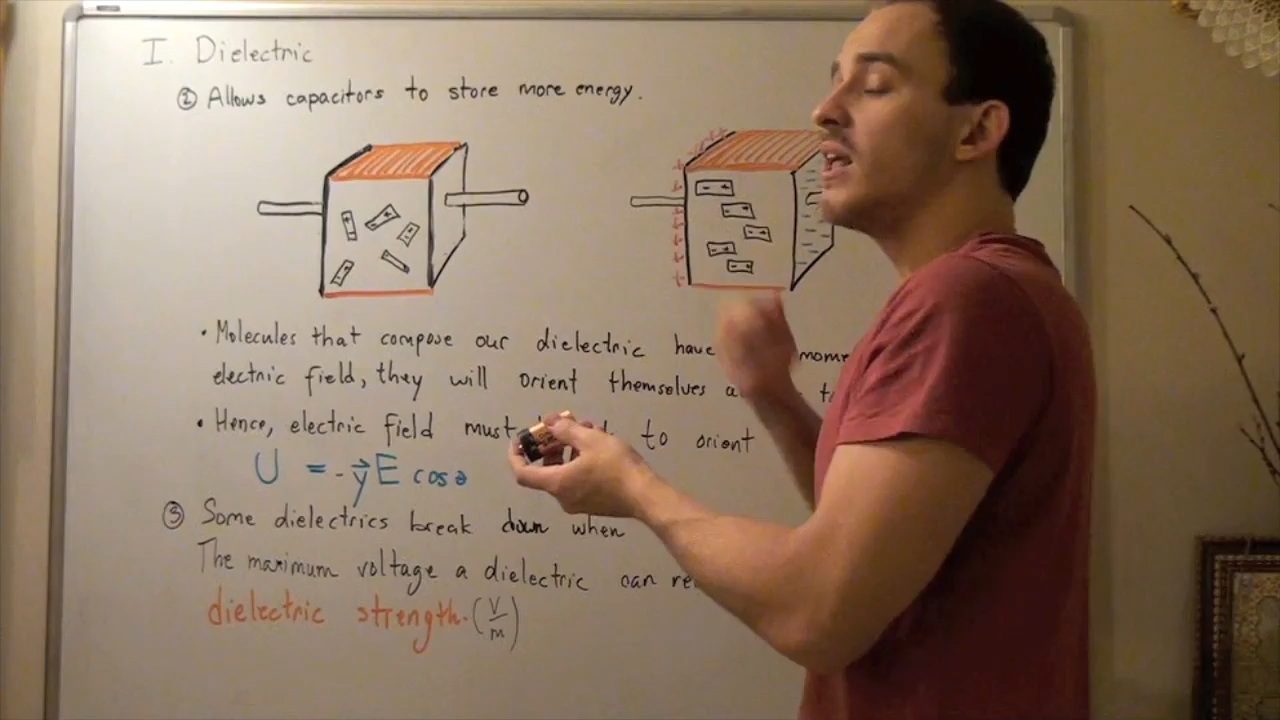 I. Dielectric
② Allows capacitors to store more energy.
• Molecules that compose our dielectric have
electric field, they will orient themselves
• Hence, electric field must to orient
U = -y⃗ E cos θ
③ Some dielectrics break down when
The maximum voltage a dielectric can
dielectric strength. (V/m)